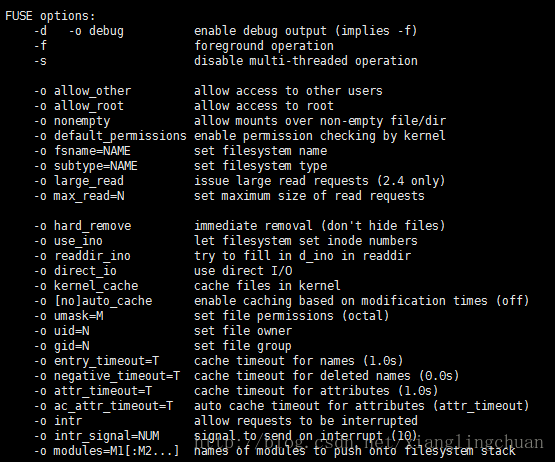 FUSE options:
    -d   -o debug          enable debug output (implies -f)
    -f                     foreground operation
    -s                     disable multi-threaded operation

    -o allow_other         allow access to other users
    -o allow_root          allow access to root
    -o nonempty            allow mounts over non-empty file/dir
    -o default_permissions enable permission checking by kernel
    -o fsname=NAME         set filesystem name
    -o subtype=NAME        set filesystem type
    -o large_read          issue large read requests (2.4 only)
    -o max_read=N          set maximum size of read requests

    -o hard_remove         immediate removal (don't hide files)
    -o use_ino             let filesystem set inode numbers
    -o readdir_ino         try to fill in d_ino in readdir
    -o direct_io           use direct I/O
    -o kernel_cache        cache files in kernel
    -o [no]auto_cache      enable caching based on modification times (off)
    -o umask=M             set file permissions (octal)
    -o uid=N               set file owner
    -o gid=N               set file group
    -o entry_timeout=T     cache timeout for names (1.0s)
    -o negative_timeout=T  cache timeout for deleted names (0.0s)
    -o attr_timeout=T      cache timeout for attributes (1.0s)
    -o ac_attr_timeout=T   auto cache timeout for attributes (attr_timeout)
    -o intr                allow requests to be interrupted
    -o intr_signal=NUM     signal to send on interrupt (10)
    -o modules=M1[:M2...]  names of modules to push onto filesystem stack
http://blog.csdn.net/xianglingchuan